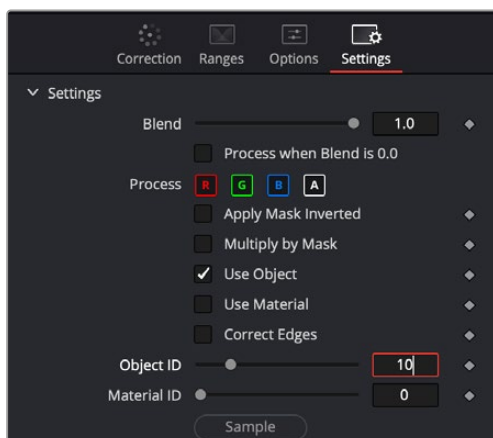 Correction Ranges Options Settings
Settings
Blend 1.0
Process when Blend is 0.0
Process R G B A
Apply Mask Inverted
Multiply by Mask
Use Object
Use Material
Correct Edges
Object ID 10
Material ID 0
Sample